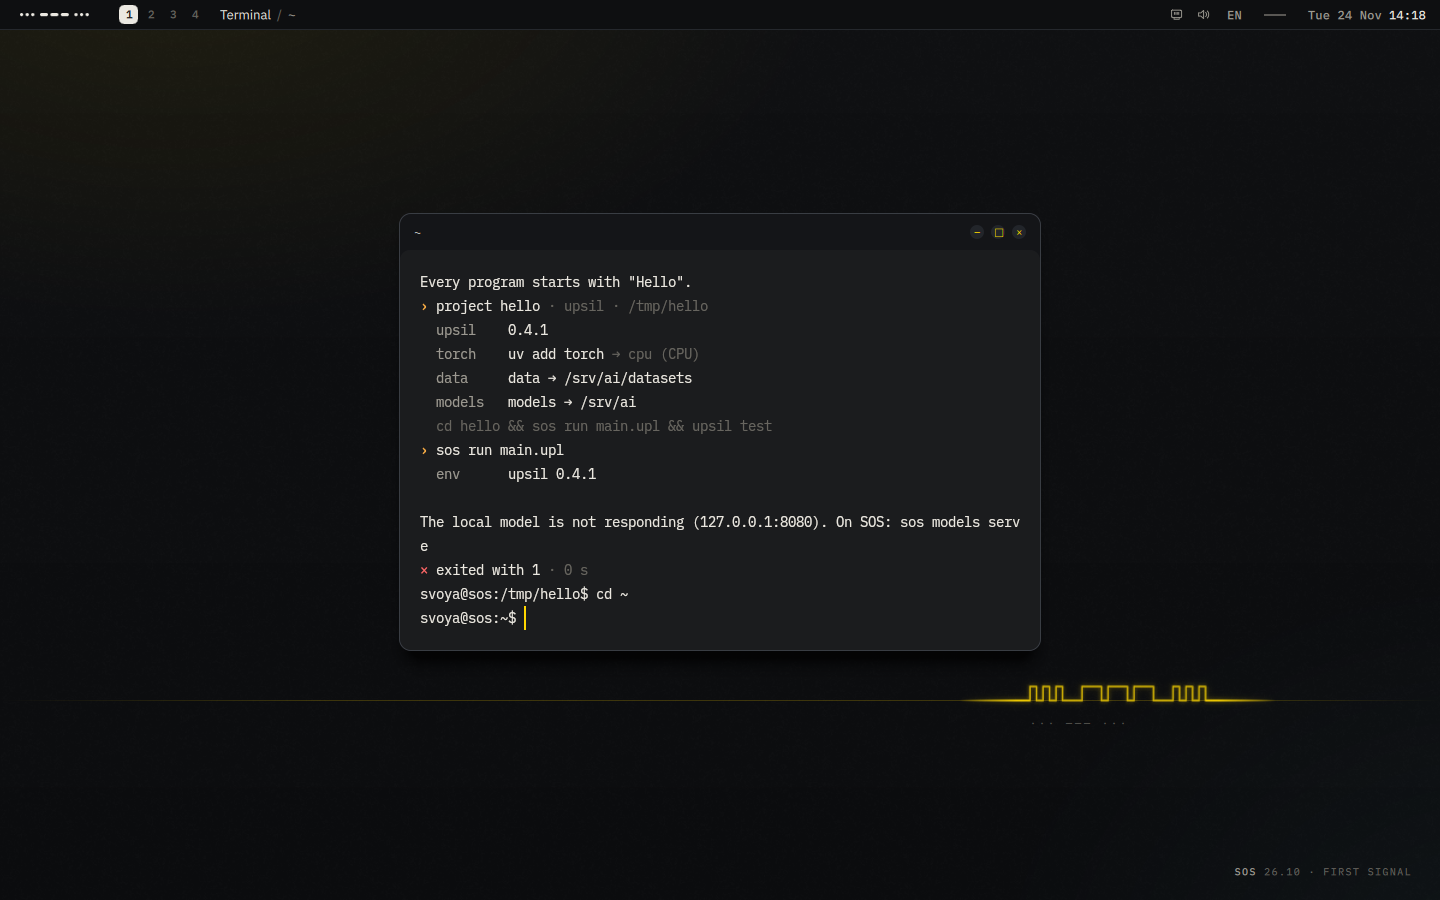 1 2 3 4 Terminal / ~ EN Tue 24 Nov 14:18
~
Every program starts with "Hello".
› project hello · upsil · /tmp/hello
upsil 0.4.1
torch uv add torch → cpu (CPU)
data data → /srv/ai/datasets
models models → /srv/ai
cd hello && sos run main.upl && upsil test
› sos run main.upl
env upsil 0.4.1
The local model is not responding (127.0.0.1:8080). On SOS: sos models serv
e
× exited with 1 · 0 s
svoya@sos:/tmp/hello$ cd ~
svoya@sos:~$
··· ——— ···
SOS 26.10 · FIRST SIGNAL